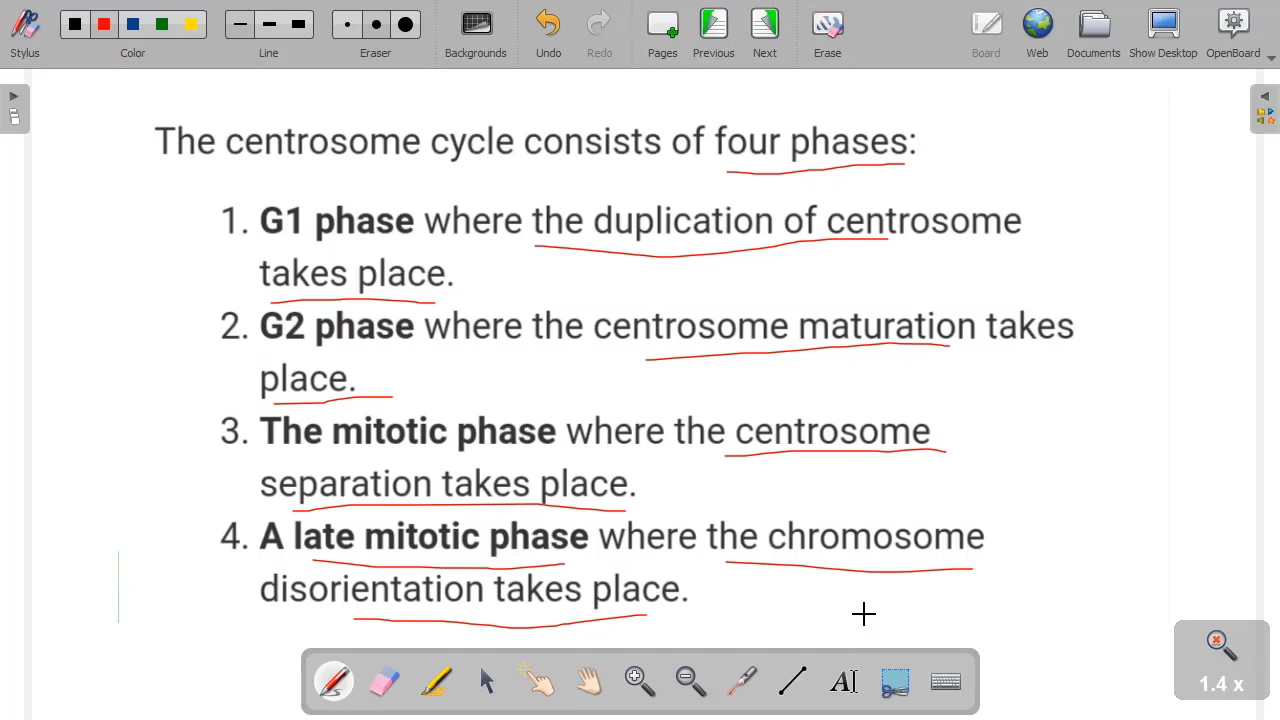 Stylus Color Line Eraser Backgrounds Undo Redo Pages Previous Next Erase Board Web Documents Show Desktop OpenBoard
The centrosome cycle consists of four phases:
1. G1 phase where the duplication of centrosome
takes place.
2. G2 phase where the centrosome maturation takes
place.
3. The mitotic phase where the centrosome
separation takes place.
4. A late mitotic phase where the chromosome
disorientation takes place.
1.4 x